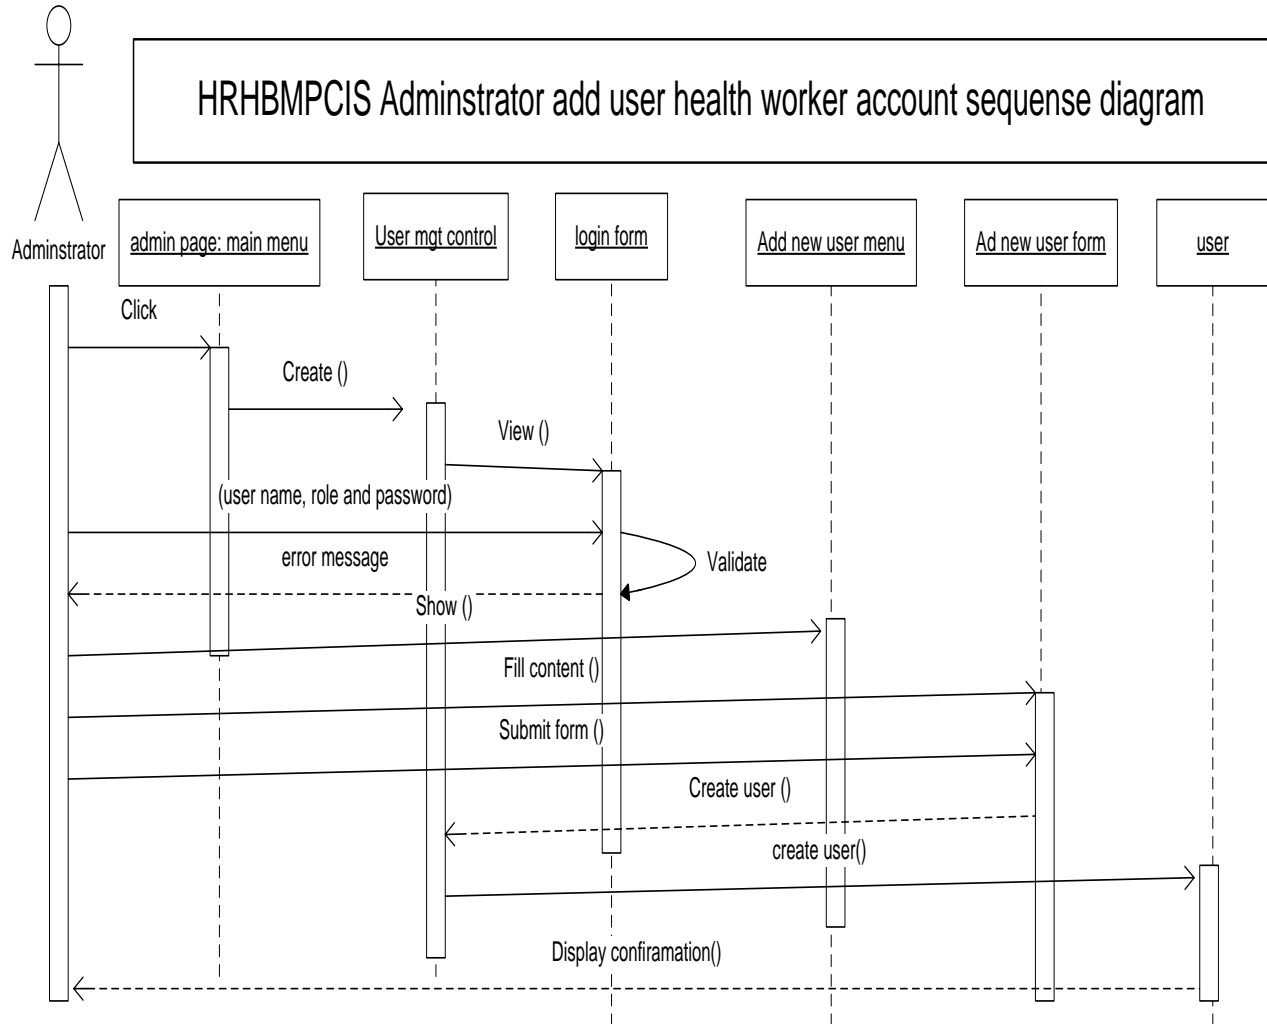 HRHBMPCIS Adminstrator add user health worker account sequense diagram
Adminstrator
admin page: main menu
User mgt control
login form
Add new user menu
Ad new user form
user
Click
Create ()
View ()
(user name, role and password)
error message
Validate
Show ()
Fill content ()
Submit form ()
Create user ()
create user()
Display confiramation()